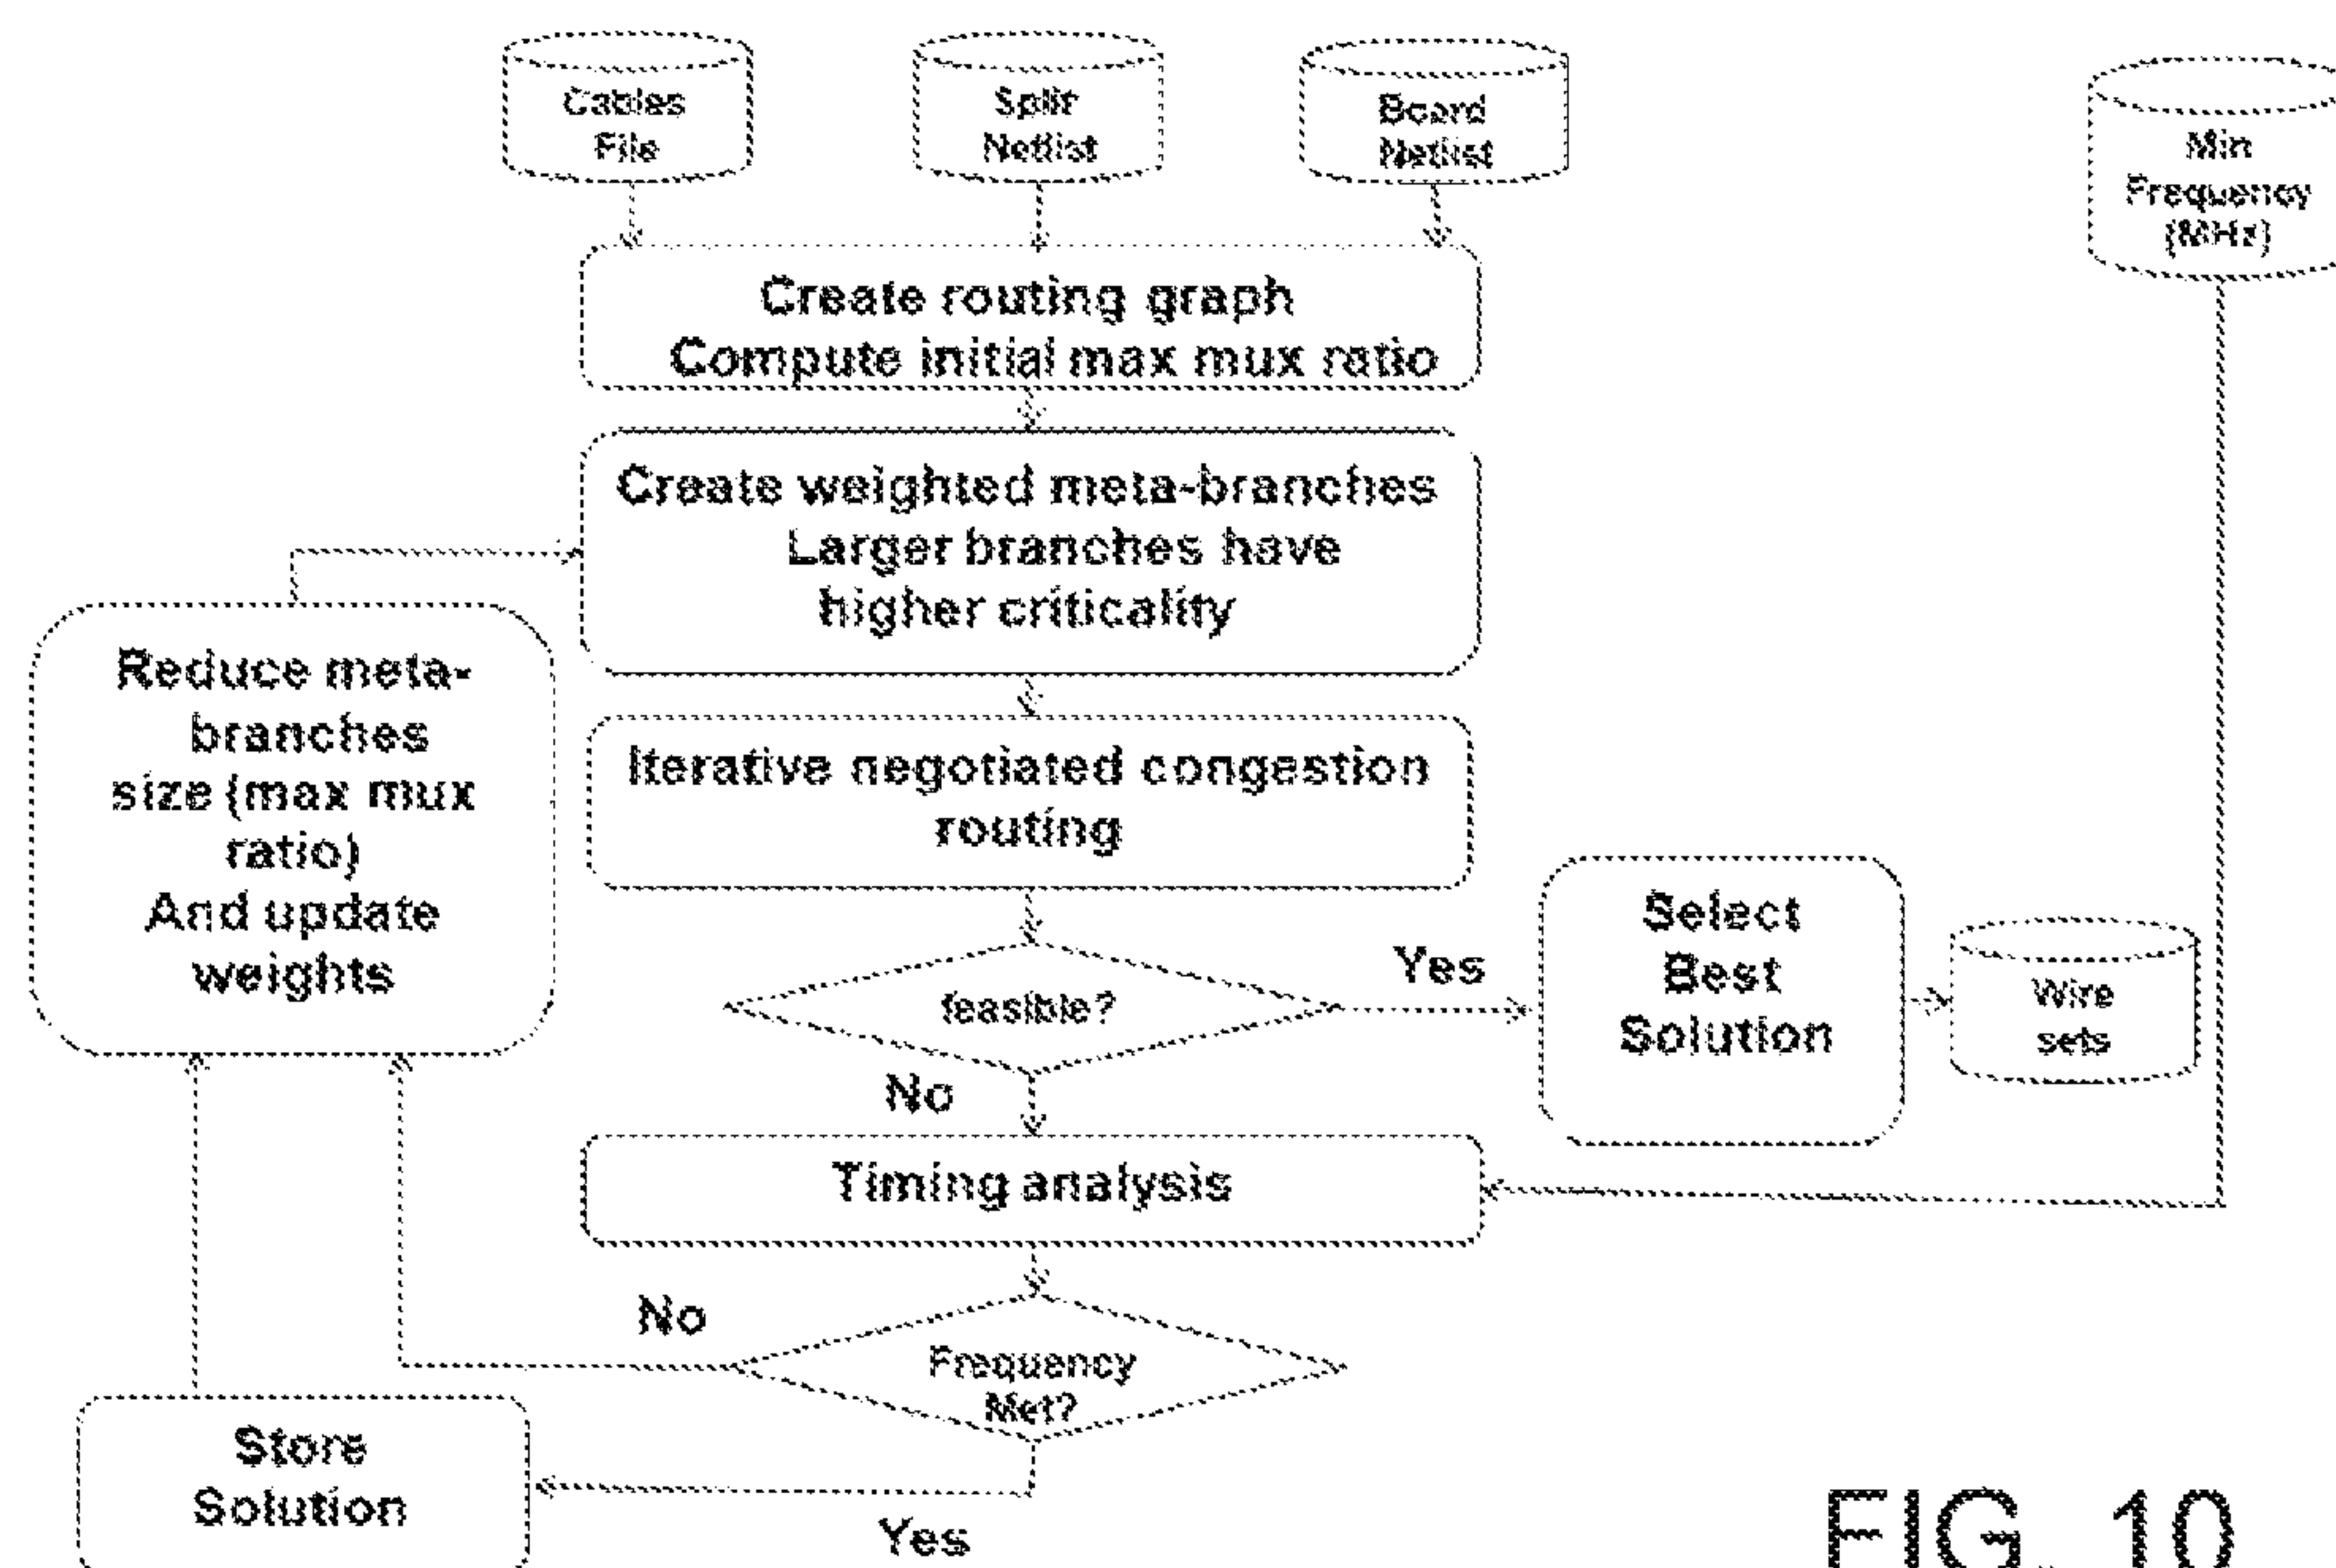 Cables
File
Split
Netlist
Board
Netlist
Min
Frequency
(MHz)
Create routing graph
Compute initial max mux ratio
Create weighted meta-branches
Larger branches have
higher criticality
Reduce meta-
branches
size (max mux
ratio)
And update
weights
Iterative negotiated congestion
routing
feasible?
Yes
Select
Best
Solution
Wire
sets
No
Timing analysis
No
Frequency
Met?
Store
Solution
Yes
FIG. 10